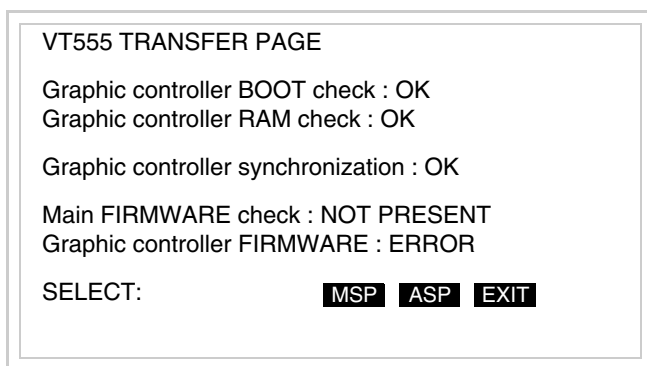 VT555 TRANSFER PAGE
Graphic controller BOOT check : OK
Graphic controller RAM check : OK
Graphic controller synchronization : OK
Main FIRMWARE check : NOT PRESENT
Graphic controller FIRMWARE : ERROR
SELECT: MSP ASP EXIT